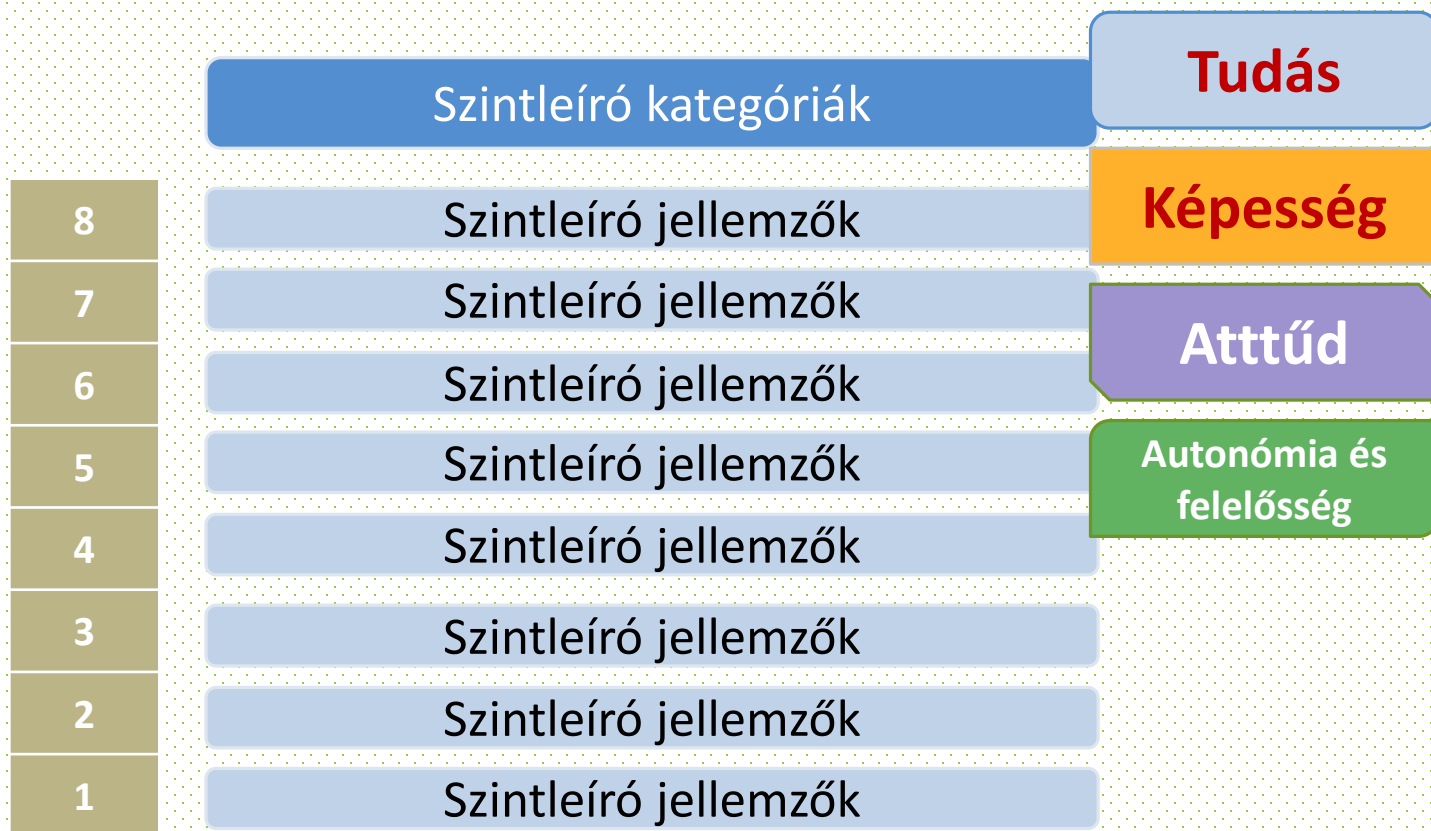 Szintleíró kategóriák
Tudás
Képesség
Atttűd
Autonómia és
felelősség
8
Szintleíró jellemzők
7
Szintleíró jellemzők
6
Szintleíró jellemzők
5
Szintleíró jellemzők
4
Szintleíró jellemzők
3
Szintleíró jellemzők
2
Szintleíró jellemzők
1
Szintleíró jellemzők